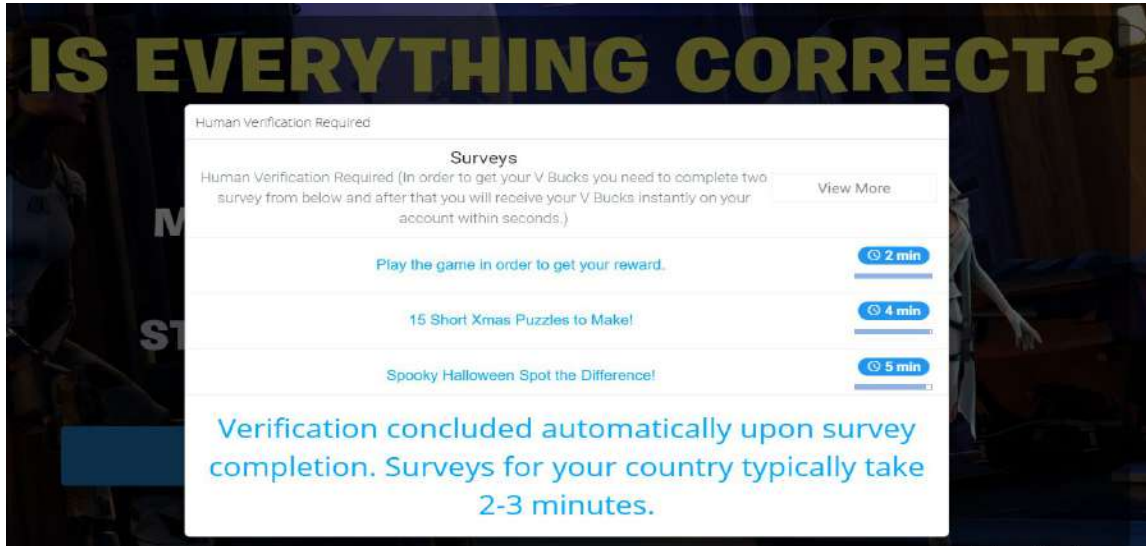 IS EVERYTHING CORRECT?
Human Verification Required
Surveys
Human Verification Required (In order to get your V Bucks you need to complete two
survey from below and after that you will receive your V Bucks instantly on your
account within seconds.)
View More
Play the game in order to get your reward.
2 min
15 Short Xmas Puzzles to Make!
4 min
Spooky Halloween Spot the Difference!
5 min
Verification concluded automatically upon survey
completion. Surveys for your country typically take
2-3 minutes.